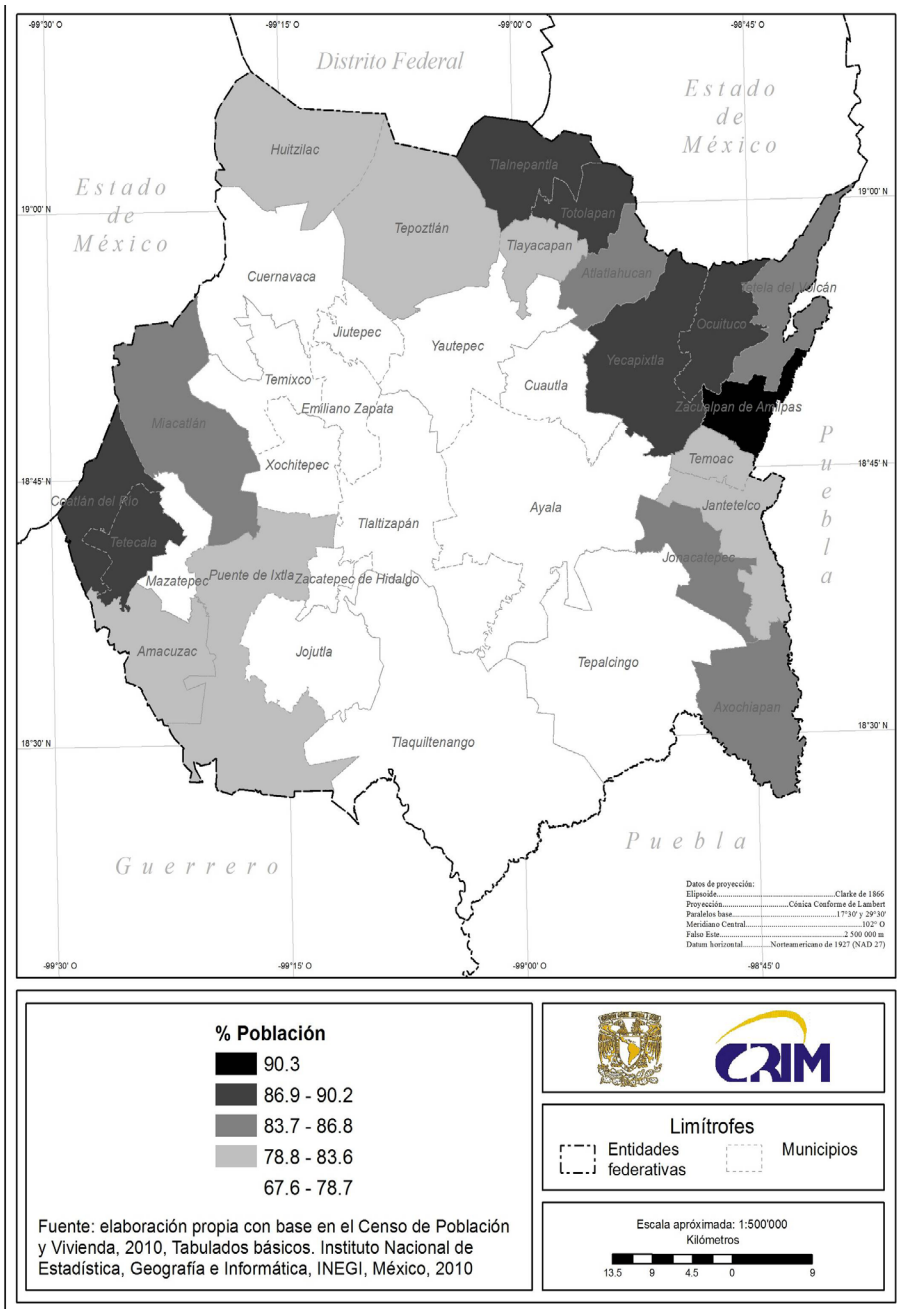 -99°30' O
-99°15' O
-99°00' O
-98°45' O
Distrito Federal
Estado
de
México
Huitzilac
Tlalnepantla
Estado
de
México
19°00' N
19°00' N
Totolapan
Tepoztlán
Tlayacapan
Atlatlahucan
Cuernavaca
Tetela del Volcán
Jiutepec
Yautepec
Ocuituco
Yecapixtla
Temixco
Cuautla
Emiliano Zapata
Zacualpan de Amilpas
Miacatlán
Puebla
Xochitepec
Temoac
18°45' N
18°45' N
Coatlán del Río
Jantetelco
Ayala
Tlaltizapán
Tetecala
Jonacatepec
Mazatepec
Puente de Ixtla
Zacatepec de Hidalgo
Amacuzac
Jojutla
Tepalcingo
Axochiapan
18°30' N
18°30' N
Tlaquiltenango
Puebla
Guerrero
Datos de proyección:
Elipsoide.....Clarke de 1866
Proyección.....Cónica Conforme de Lambert
Paralelos base.....17°30' y 29°30'
Meridiano Central.....102° O
Falso Este.....2 500 000 m
Datum horizontal.....Norteamericano de 1927 (NAD 27)
-99°30' O
-99°15' O
-99°00' O
-98°45' O
% Población
90.3
86.9 - 90.2
83.7 - 86.8
78.8 - 83.6
67.6 - 78.7
Fuente: elaboración propia con base en el Censo de Población
y Vivienda, 2010, Tabulados básicos. Instituto Nacional de
Estadística, Geografía e Informática, INEGI, México, 2010
CRIM
Limítrofes
Entidades
federativas
Municipios
Escala apróximada: 1:500'000
Kilómetros
13.5 9 4.5 0 9